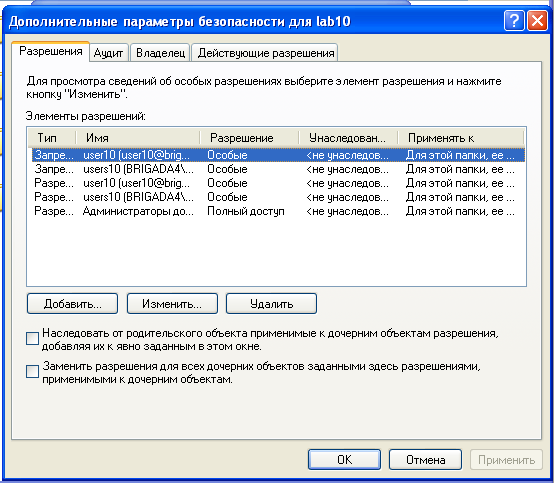 Дополнительные параметры безопасности для lab10
Разрешения Аудит Владелец Действующие разрешения
Для просмотра сведений об особых разрешениях выберите элемент разрешения и нажмите
кнопку "Изменить".
Элементы разрешений:
Тип Имя Разрешение Унаследован... Применять к
Запре... user10 (user10@brig... Особые <не унаследов... Для этой папки, ее ...
Запре... users10 (BRIGADA4\... Особые <не унаследов... Для этой папки, ее ...
Разре... user10 (user10@brig... Особые <не унаследов... Для этой папки, ее ...
Разре... users10 (BRIGADA4\... Особые <не унаследов... Для этой папки, ее ...
Разре... Администраторы до... Полный доступ <не унаследов... Для этой папки, ее ...
Добавить... Изменить... Удалить
Наследовать от родительского объекта применимые к дочерним объектам разрешения,
добавляя их к явно заданным в этом окне.
Заменить разрешения для всех дочерних объектов заданными здесь разрешениями,
применимыми к дочерним объектам.
OK Отмена Применить